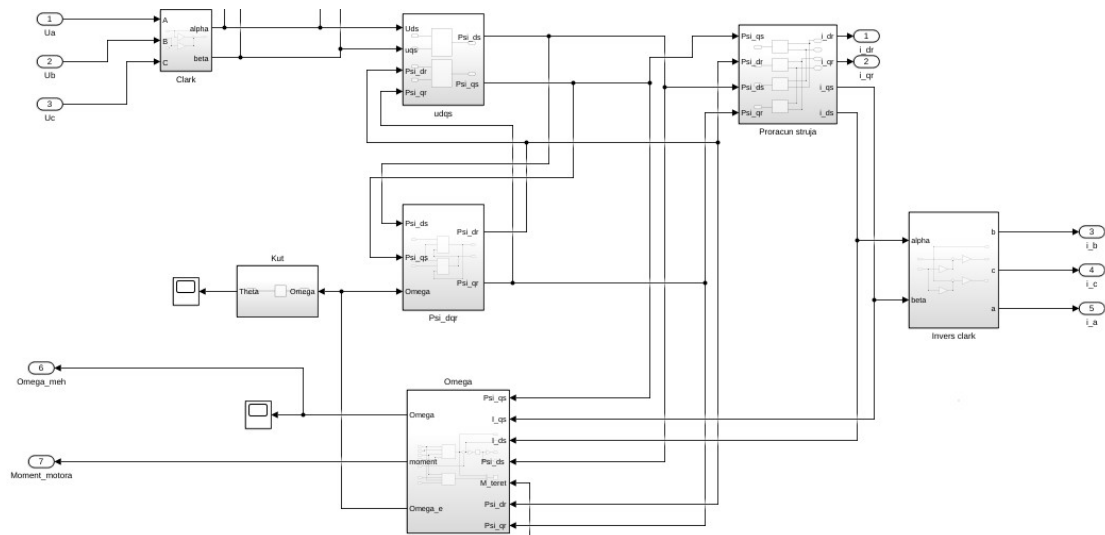 1
Ua
2
Ub
3
Uc
A
B
C
alpha
beta
Clark
Uds
uqs
Psi_dr
Psi_qr
Psi_ds
Psi_qs
udqs
Psi_qs
Psi_dr
Psi_ds
Psi_qr
i_dr
i_qr
i_qs
i_ds
Proracun struja
1
i_dr
2
i_qr
Psi_ds
Psi_qs
Omega
Psi_dr
Psi_qr
Psi_dqr
Kut
Theta
Omega
alpha
beta
b
c
a
Invers clark
3
i_b
4
i_c
5
i_a
6
Omega_meh
7
Moment_motora
Omega
Omega
moment
Omega_e
Psi_qs
I_qs
I_ds
Psi_ds
M_teret
Psi_dr
Psi_qr